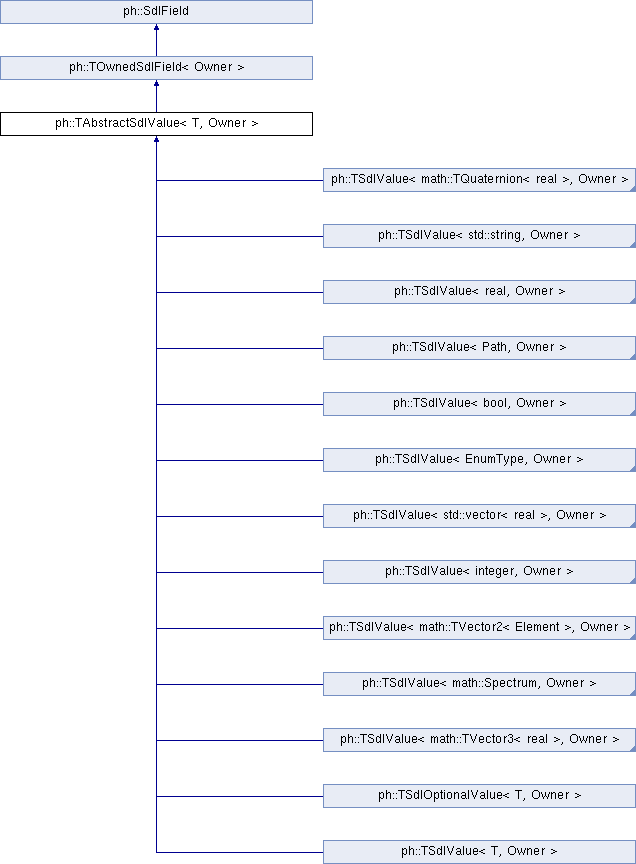 ph::SdlField
ph::TOwnedSdlField< Owner >
ph::TAbstractSdlValue< T, Owner >
ph::TSdlValue< math::TQuaternion< real >, Owner >
ph::TSdlValue< std::string, Owner >
ph::TSdlValue< real, Owner >
ph::TSdlValue< Path, Owner >
ph::TSdlValue< bool, Owner >
ph::TSdlValue< EnumType, Owner >
ph::TSdlValue< std::vector< real >, Owner >
ph::TSdlValue< integer, Owner >
ph::TSdlValue< math::TVector2< Element >, Owner >
ph::TSdlValue< math::Spectrum, Owner >
ph::TSdlValue< math::TVector3< real >, Owner >
ph::TSdlOptionalValue< T, Owner >
ph::TSdlValue< T, Owner >